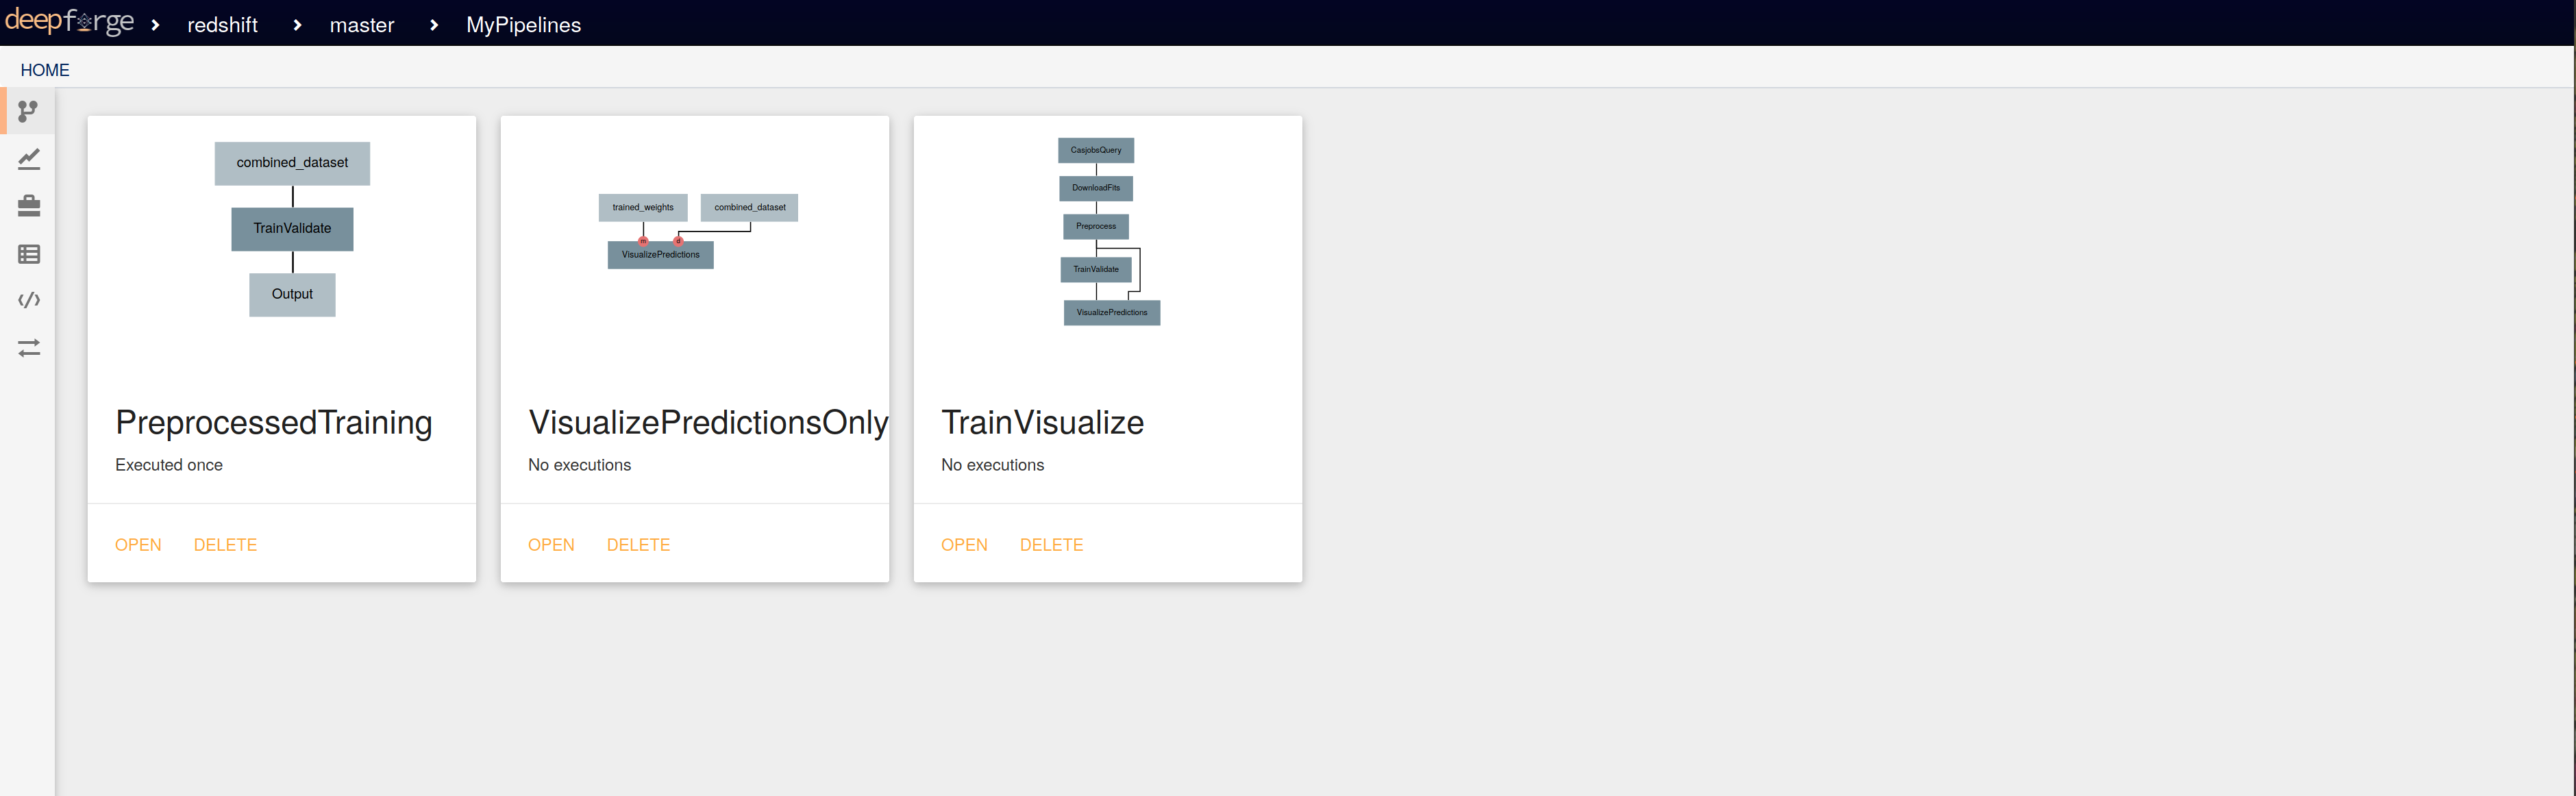 deepforge redshift master MyPipelines
HOME
combined_dataset
TrainValidate
Output
PreprocessedTraining
Executed once
OPEN DELETE
trained_weights combined_dataset
m d
VisualizePredictions
VisualizePredictionsOnly
No executions
OPEN DELETE
CasjobsQuery
DownloadFits
Preprocess
TrainValidate
VisualizePredictions
TrainVisualize
No executions
OPEN DELETE